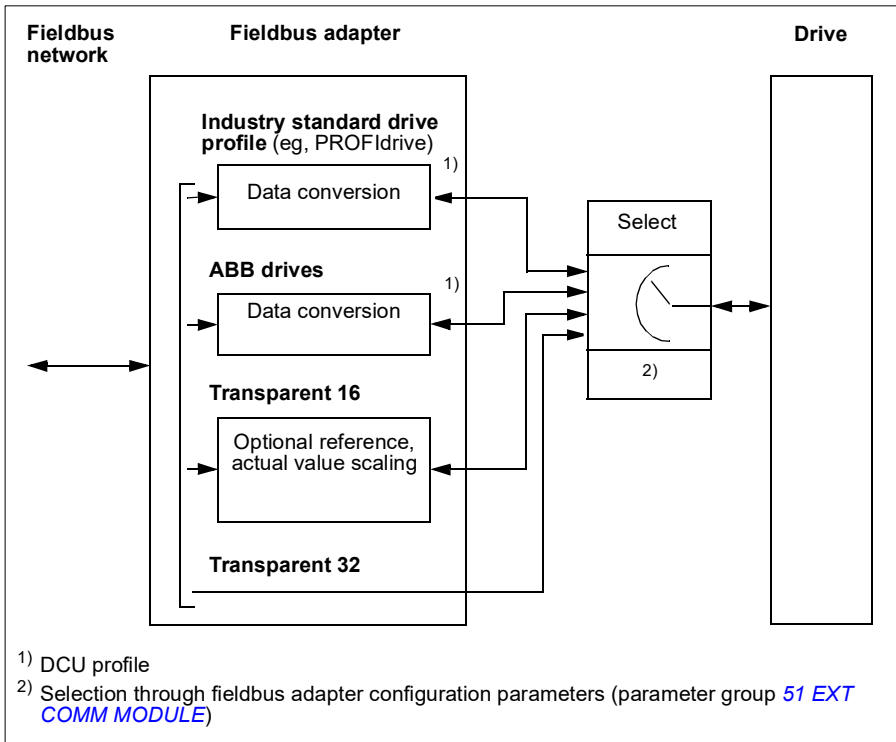 Fieldbus network
Fieldbus adapter
Drive
Industry standard drive
profile (eg, PROFIdrive)
1)
Data conversion
Select
ABB drives
1)
Data conversion
2)
Transparent 16
Optional reference,
actual value scaling
Transparent 32
1) DCU profile
2) Selection through fieldbus adapter configuration parameters (parameter group 51 EXT
COMM MODULE)